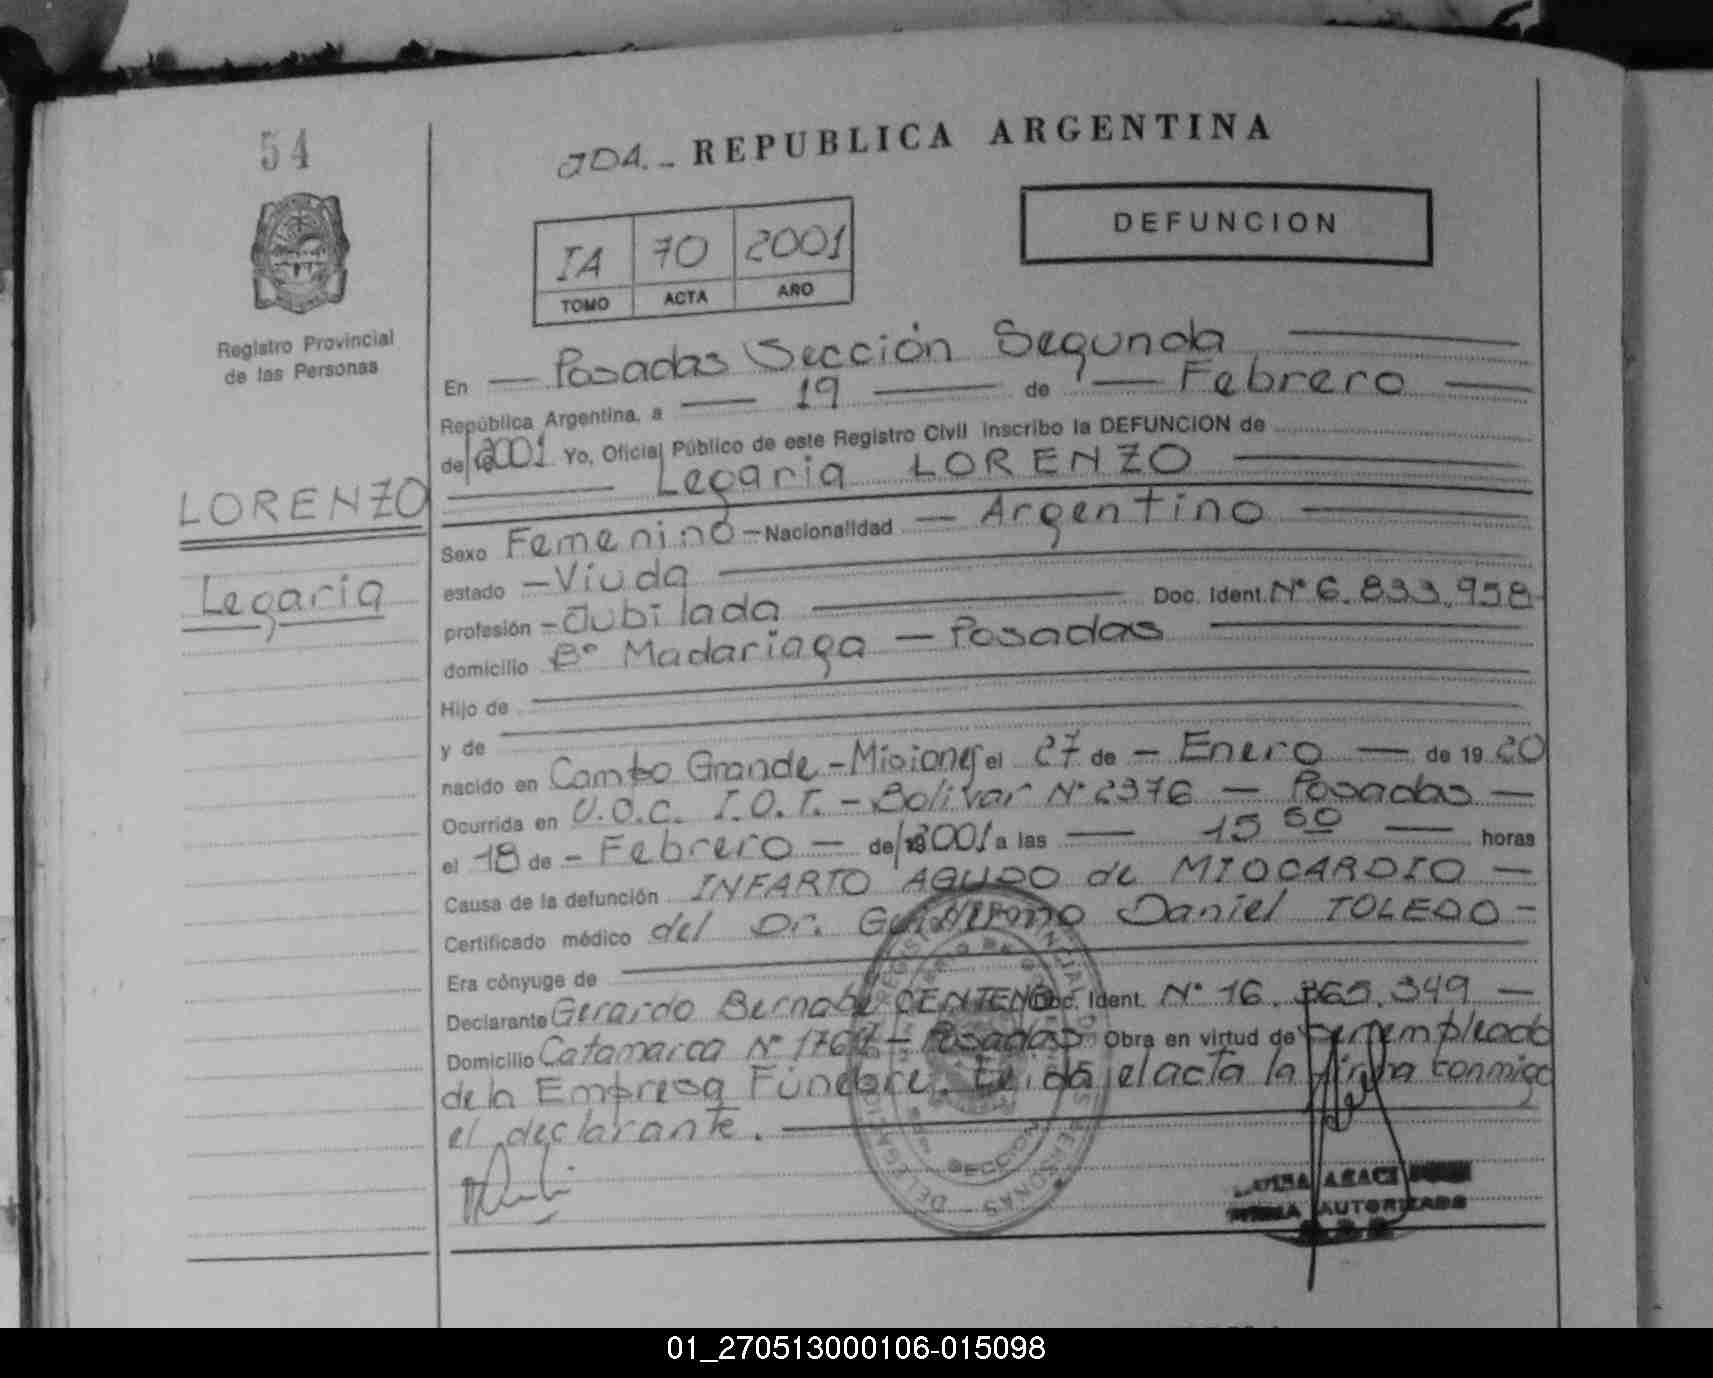 54
2DA.- REPUBLICA ARGENTINA
DEFUNCION
IA 70 2001
TOMO ACTA AÑO
Registro Provincial
de las Personas
LORENZO
Legaria
En — Posadas Sección Segunda —
República Argentina, a — 19 — de — Febrero —
de 2001 Yo, Oficial Público de este Registro Civil inscribo la DEFUNCION de
— Legaria LORENZO —
Sexo Femenino - Nacionalidad — Argentino —
estado - Viuda —
profesión - Jubilada — Doc. Ident. Nº 6.833.958-
domicilio Bº Madariaga — Posadas —
Hijo de —
y de —
nacido en Campo Grande - Misiones el 27 de — Enero — de 19 20
Ocurrida en U.O.C. I.O.T. - Bolivar Nº 2376 — Posadas —
el 18 de - Febrero — de 2001 a las — 15 50 — horas
Causa de la defunción INFARTO AGUDO de MIOCARDIO —
Certificado médico del Dr. Guillermo Daniel TOLEDO -
Era cónyuge de —
Declarante Gerardo Bernabe CENTENO Doc. Ident. Nº 16.365.349 —
Domicilio Catamarca Nº - Posadas Obra en virtud de ser empleado
de la Empresa Fúnebre. Leida el acta la firma conmigo
el declarante. —
SECCION
AUTORIZADA
01_270513000106-015098